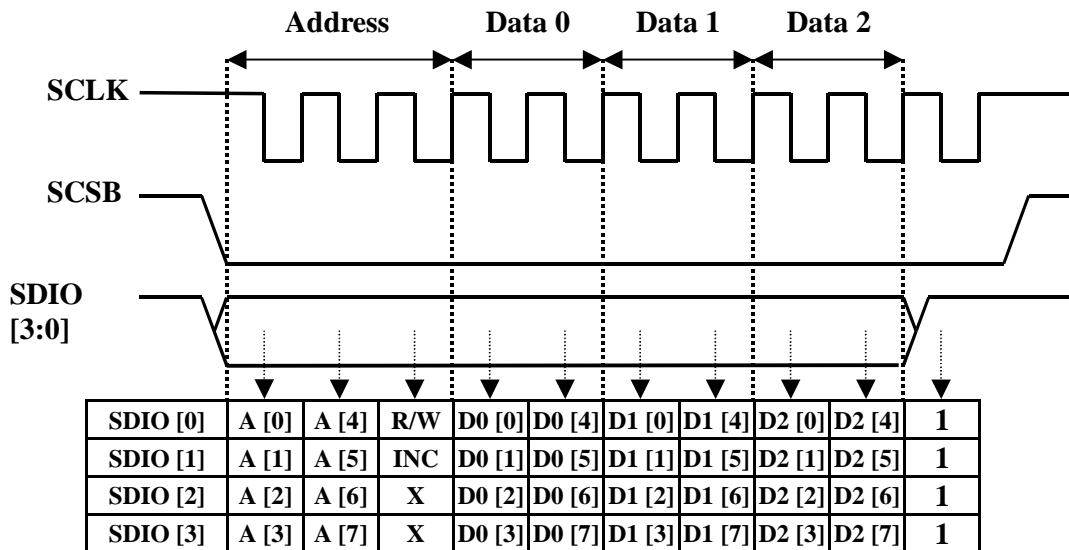 Address Data 0 Data 1 Data 2
SCLK
SCSB
SDIO
[3:0]
SDIO [0] A [0] A [4] R/W D0 [0] D0 [4] D1 [0] D1 [4] D2 [0] D2 [4] 1
SDIO [1] A [1] A [5] INC D0 [1] D0 [5] D1 [1] D1 [5] D2 [1] D2 [5] 1
SDIO [2] A [2] A [6] X D0 [2] D0 [6] D1 [2] D1 [6] D2 [2] D2 [6] 1
SDIO [3] A [3] A [7] X D0 [3] D0 [7] D1 [3] D1 [7] D2 [3] D2 [7] 1